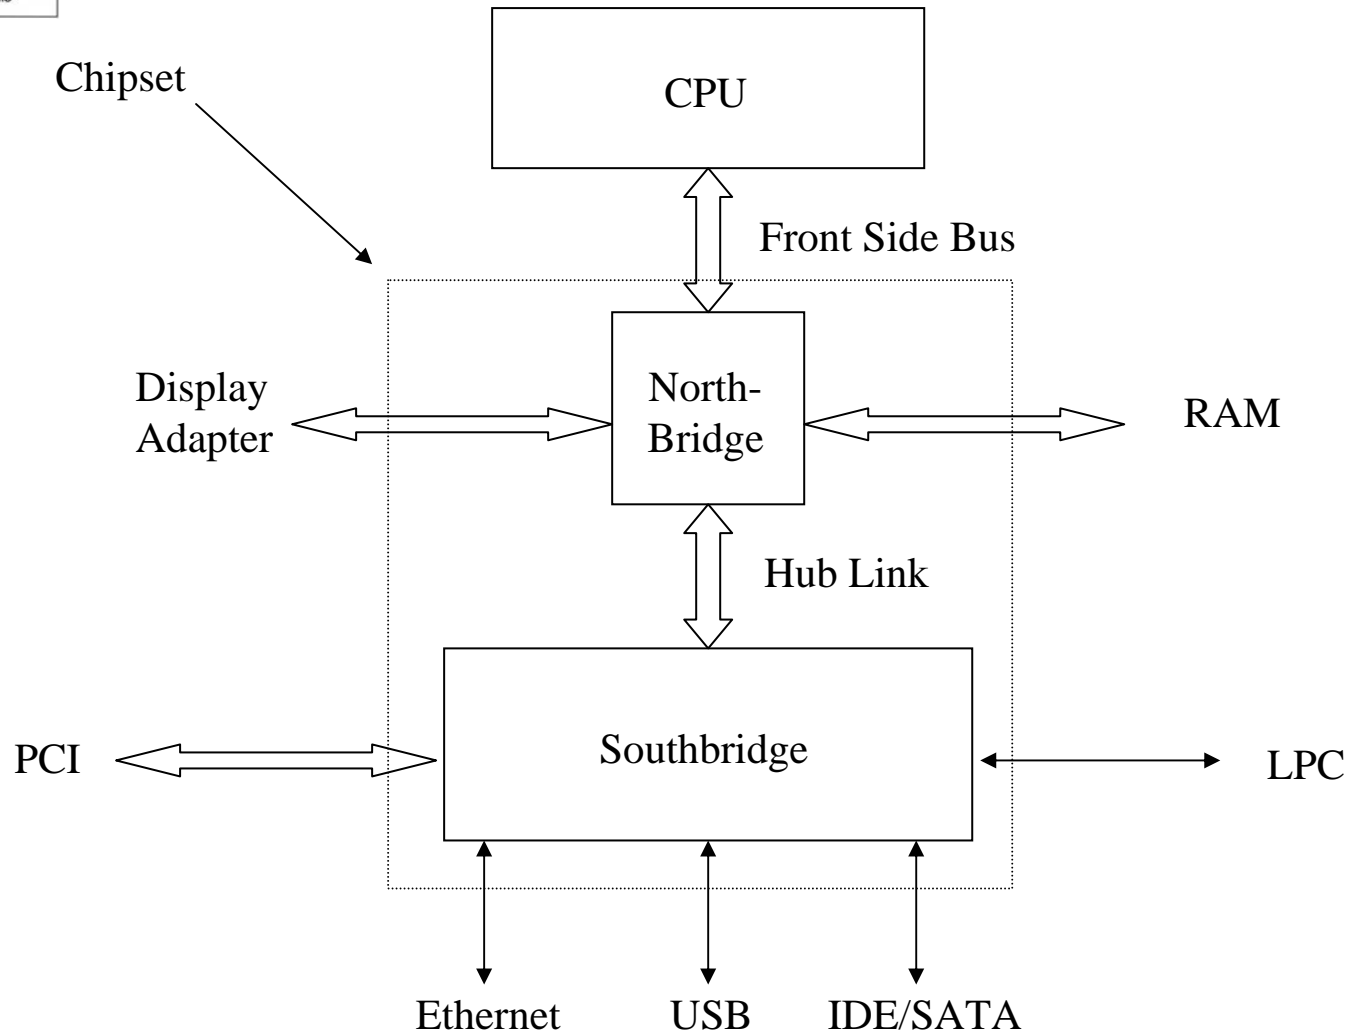 Chipset
CPU
Front Side Bus
Display
Adapter
North-
Bridge
RAM
Hub Link
PCI
Southbridge
LPC
Ethernet
USB
IDE/SATA